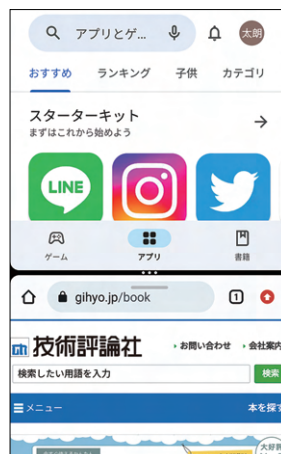 アプリとゲ...
太朗
おすすめ ランキング 子供 カテゴリ
スターターキット
まずはこれから始めよう
LINE
ゲーム アプリ 書籍
gihyo.jp/book 1
技術評論社 お問い合わせ 会社案内
検索したい用語を入力 検索
メニュー 本を探す
大好評